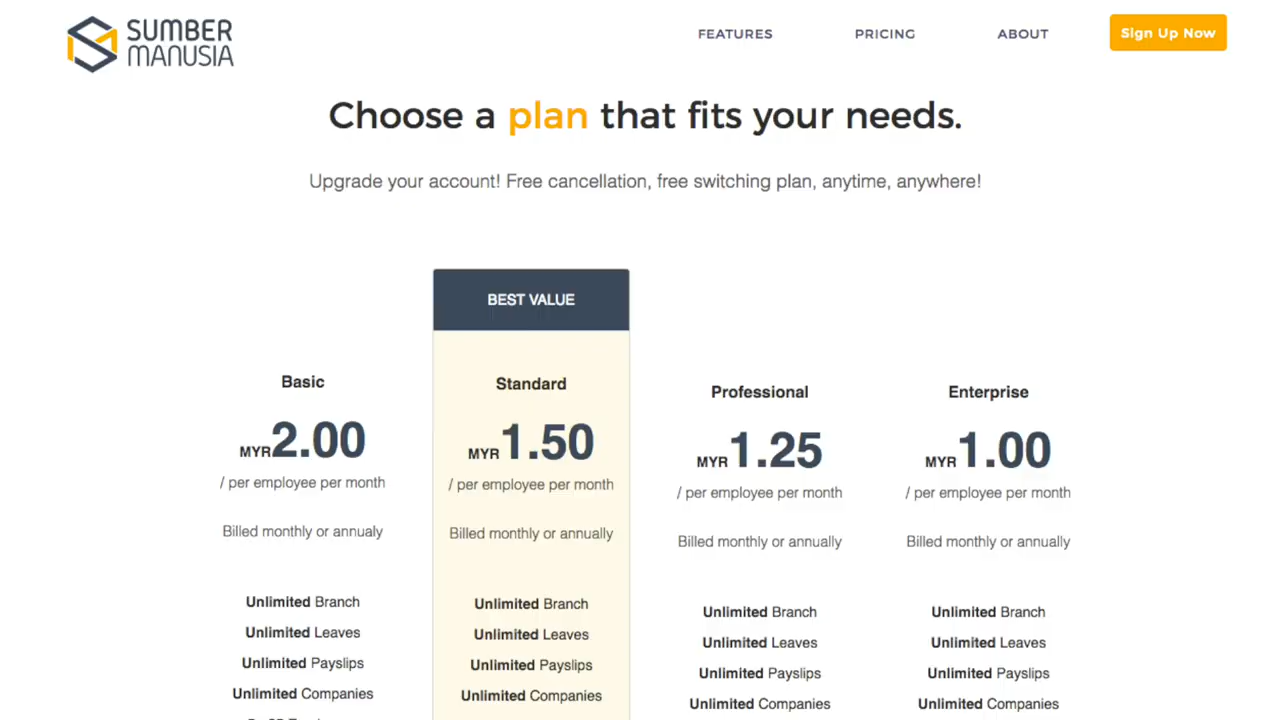 SUMBER
MANUSIA
FEATURES
PRICING
ABOUT
Sign Up Now
Choose a plan that fits your needs.
Upgrade your account! Free cancellation, free switching plan, anytime, anywhere!
BEST VALUE
Basic
MYR2.00
/ per employee per month
Billed monthly or annualy
Unlimited Branch
Unlimited Leaves
Unlimited Payslips
Unlimited Companies
Standard
MYR1.50
/ per employee per month
Billed monthly or annually
Unlimited Branch
Unlimited Leaves
Unlimited Payslips
Unlimited Companies
Professional
MYR1.25
/ per employee per month
Billed monthly or annually
Unlimited Branch
Unlimited Leaves
Unlimited Payslips
Unlimited Companies
Enterprise
MYR1.00
/ per employee per month
Billed monthly or annually
Unlimited Branch
Unlimited Leaves
Unlimited Payslips
Unlimited Companies